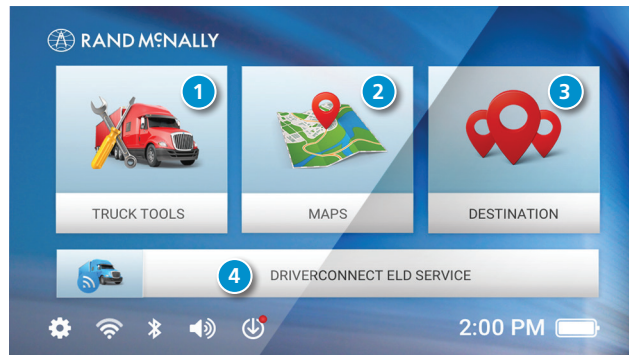 RAND McNALLY
1
2
3
TRUCK TOOLS
MAPS
DESTINATION
4
DRIVERCONNECT ELD SERVICE
2:00 PM